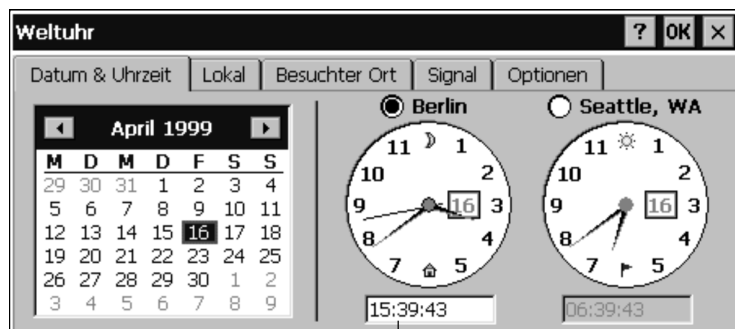 Weltuhr ? OK ×
Datum & Uhrzeit Lokal Besuchter Ort Signal Optionen
April 1999
M D M D F S S
29 30 31 1 2 3 4
5 6 7 8 9 10 11
12 13 14 15 16 17 18
19 20 21 22 23 24 25
26 27 28 29 30 1 2
3 4 5 6 7 8 9
Berlin
11 1
10 2
9 16 3
8 4
7 5
15:39:43
Seattle, WA
11 1
10 2
9 16 3
8 4
7 5
06:39:43